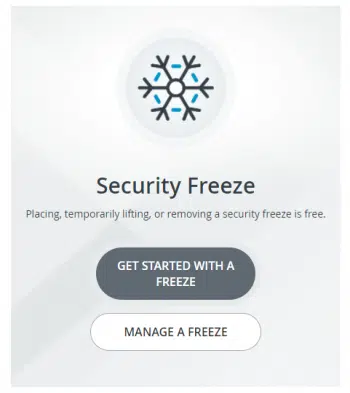 Security Freeze
Placing, temporarily lifting, or removing a security freeze is free.
GET STARTED WITH A
FREEZE
MANAGE A FREEZE